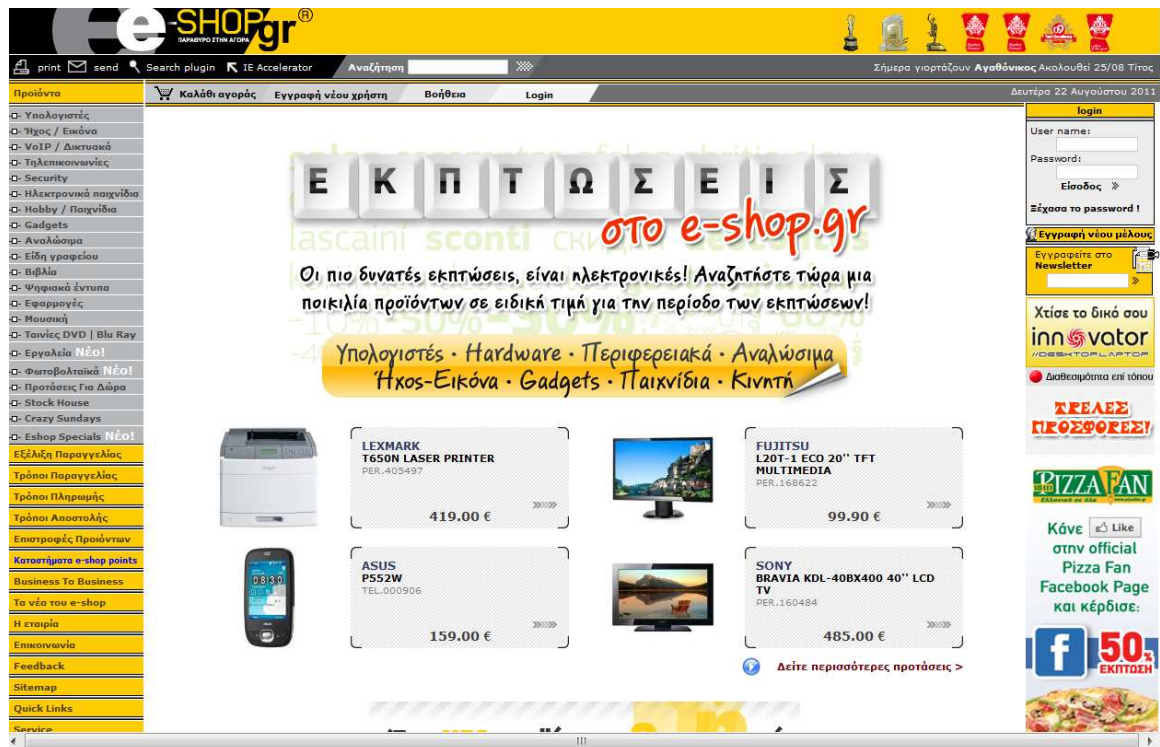 e-SHOP.gr®
ΠΑΡΑΘΥΡΟ ΣΤΗΝ ΑΓΟΡΑ
print send Search plugin IE Accelerator Αναζήτηση
Σήμερα γιορτάζουν Αγαθόνικος Ακολουθεί 25/08 Τίτος
Προϊόντα
Καλάθι αγοράς Εγγραφή νέου χρήστη Βοήθεια Login
Δευτέρα 22 Αυγούστου 2011
Υπολογιστές
Ήχος / Εικόνα
VoIP / Δικτυακά
Τηλεπικοινωνίες
Security
Ηλεκτρονικά παιχνίδια
Hobby / Παιχνίδια
Gadgets
Αναλώσιμα
Είδη γραφείου
Βιβλία
Ψηφιακά έντυπα
Εφαρμογές
Μουσική
Ταινίες DVD | Blu Ray
Εργαλεία Νέο!
Φωτοβολταϊκά Νέο!
Προτάσεις Για Δώρα
Stock House
Crazy Sundays
Eshop Specials Νέο!
Εξέλιξη Παραγγελίας
Τρόποι Παραγγελίας
Τρόποι Πληρωμής
Τρόποι Αποστολής
Επιστροφές Προιόντων
Καταστήματα e-shop points
Business To Business
Τα νέα του e-shop
Η εταιρία
Επικοινωνία
Feedback
Sitemap
Quick Links
Service
ΕΚΠΤΩΣΕΙΣ
στο e-shop.gr
lascaini sconti
Οι πιο δυνατές εκπτώσεις, είναι ηλεκτρονικές! Αναζητήστε τώρα μια
ποικιλία προϊόντων σε ειδική τιμή για την περίοδο των εκπτώσεων!
-10% -50%
Υπολογιστές · Hardware · Περιφερειακά · Αναλώσιμα
Ήχος-Εικόνα · Gadgets · Παιχνίδια · Κινητή
LEXMARK
T650N LASER PRINTER
PER.405497
419.00 €
FUJITSU
L20T-1 ECO 20'' TFT
MULTIMEDIA
PER.168622
99.90 €
ASUS
P552W
TEL.000906
159.00 €
SONY
BRAVIA KDL-40BX400 40'' LCD
TV
PER.160484
485.00 €
Δείτε περισσότερες προτάσεις >
login
User name:
Password:
Είσοδος
Ξέχασα το password !
Εγγραφή νέου μέλους
Εγγραφείτε στο
Newsletter
Χτίσε το δικό σου
innovator
//DESKTOPLAPTOP
Διαθεσιμότητα επί τόπου
ΤΡΕΛΕΣ
ΠΡΟΣΦΟΡΕΣ!
PIZZA FAN
Κάνε Like
στην official
Pizza Fan
Facebook Page
και κέρδισε:
f 50%
ΕΚΠΤΩΣΗ